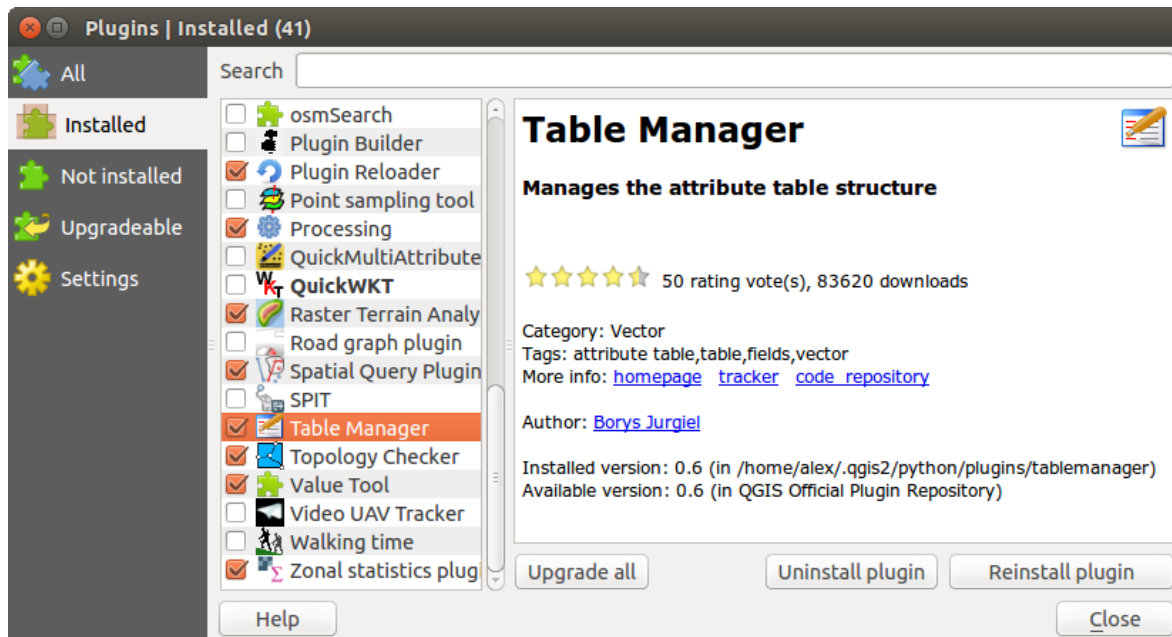 Plugins | Installed (41)
All
Installed
Not installed
Upgradeable
Settings
Search
osmSearch
Plugin Builder
Plugin Reloader
Point sampling tool
Processing
QuickMultiAttribute
QuickWKT
Raster Terrain Analy
Road graph plugin
Spatial Query Plugin
SPIT
Table Manager
Topology Checker
Value Tool
Video UAV Tracker
Walking time
Zonal statistics plugi
Table Manager
Manages the attribute table structure
50 rating vote(s), 83620 downloads
Category: Vector
Tags: attribute table,table,fields,vector
More info: homepage tracker code repository
Author: Borys Jurgiel
Installed version: 0.6 (in /home/alex/.qgis2/python/plugins/tablemanager)
Available version: 0.6 (in QGIS Official Plugin Repository)
Upgrade all
Uninstall plugin
Reinstall plugin
Help
Close